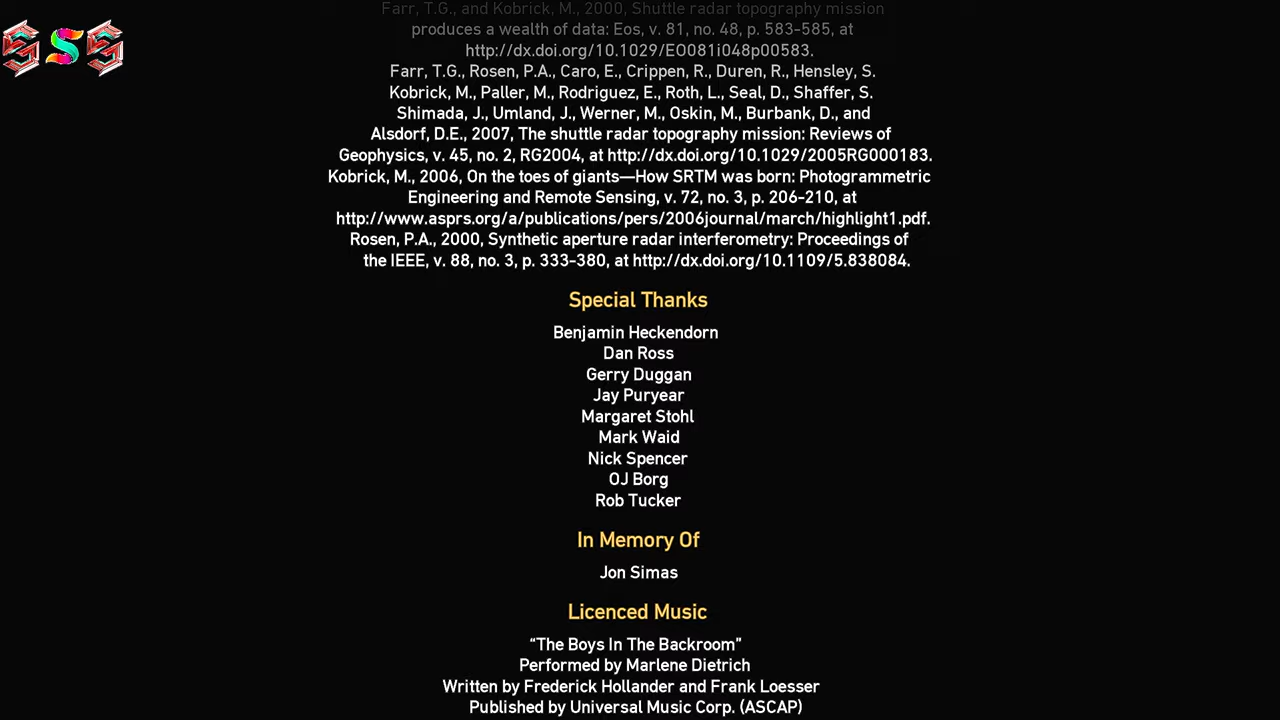 Farr, T.G., and Kobrick, M., 2000, Shuttle radar topography mission
produces a wealth of data: Eos, v. 81, no. 48, p. 583-585, at
http://dx.doi.org/10.1029/EO081i048p00583.
Farr, T.G., Rosen, P.A., Caro, E., Crippen, R., Duren, R., Hensley, S.
Kobrick, M., Paller, M., Rodriguez, E., Roth, L., Seal, D., Shaffer, S.
Shimada, J., Umland, J., Werner, M., Oskin, M., Burbank, D., and
Alsdorf, D.E., 2007, The shuttle radar topography mission: Reviews of
Geophysics, v. 45, no. 2, RG2004, at http://dx.doi.org/10.1029/2005RG000183.
Kobrick, M., 2006, On the toes of giants—How SRTM was born: Photogrammetric
Engineering and Remote Sensing, v. 72, no. 3, p. 206-210, at
http://www.asprs.org/a/publications/pers/2006journal/march/highlight1.pdf.
Rosen, P.A., 2000, Synthetic aperture radar interferometry: Proceedings of
the IEEE, v. 88, no. 3, p. 333-380, at http://dx.doi.org/10.1109/5.838084.
Special Thanks
Benjamin Heckendorn
Dan Ross
Gerry Duggan
Jay Puryear
Margaret Stohl
Mark Waid
Nick Spencer
OJ Borg
Rob Tucker
In Memory Of
Jon Simas
Licenced Music
“The Boys In The Backroom”
Performed by Marlene Dietrich
Written by Frederick Hollander and Frank Loesser
Published by Universal Music Corp. (ASCAP)